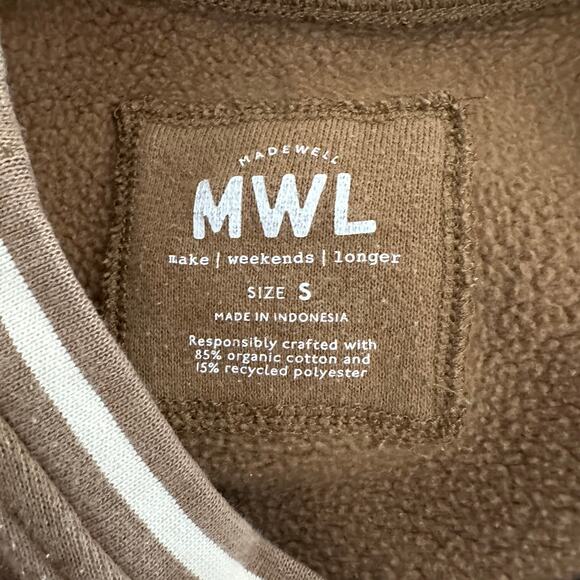 MADEWELL
MWL
make | weekends | longer
SIZE S
MADE IN INDONESIA
Responsibly crafted with
85% organic cotton and
15% recycled polyester